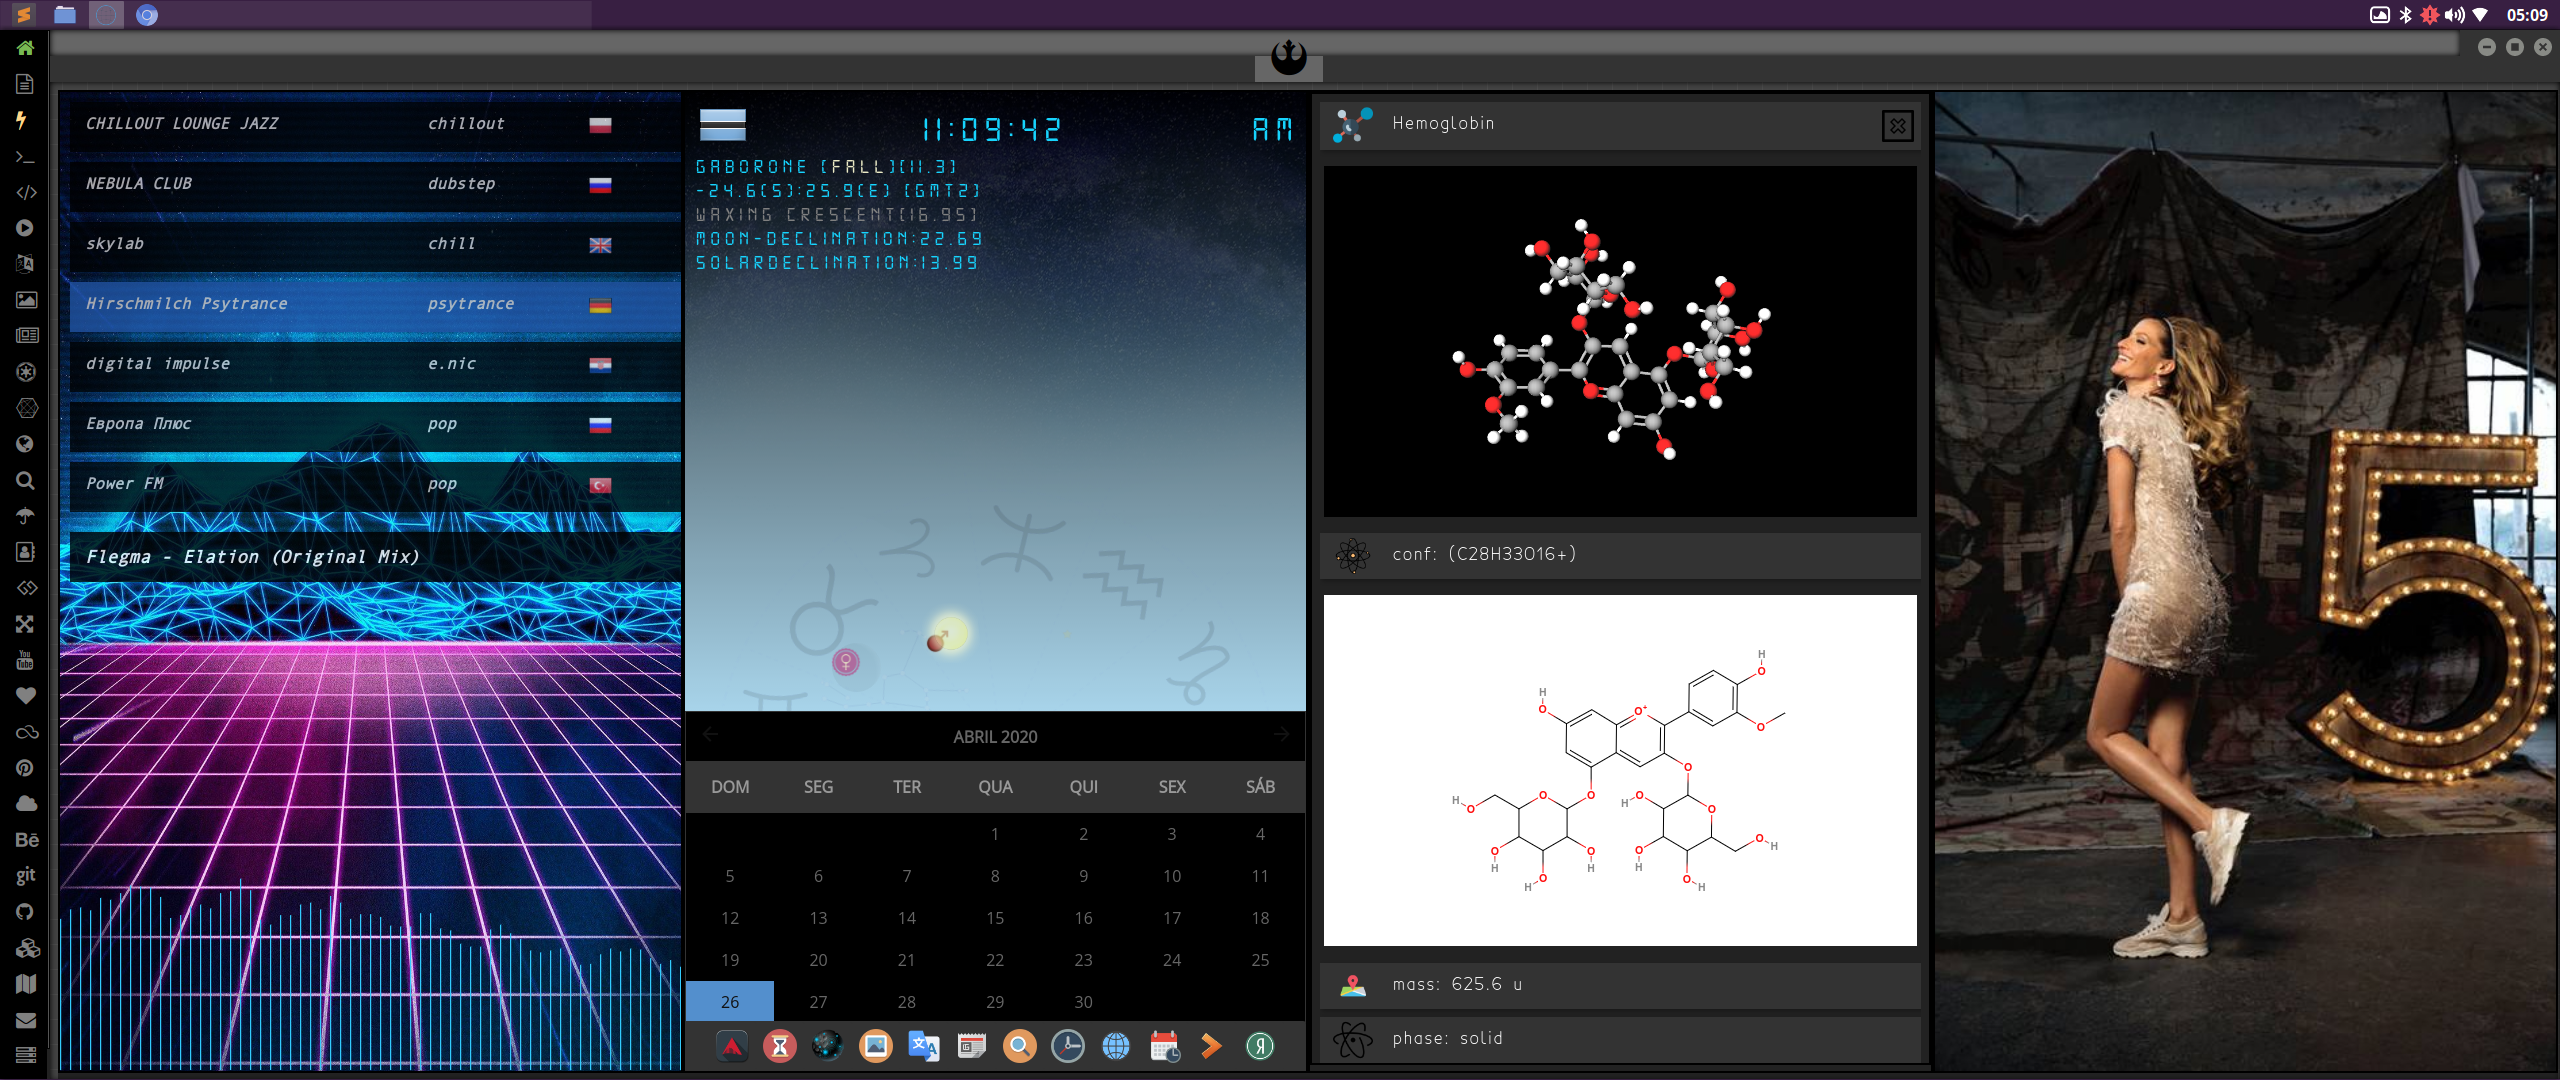 05:09
CHILLOUT LOUNGE JAZZ chillout
NEBULA CLUB dubstep
skylab chill
Hirschmilch Psytrance psytrance
digital impulse e.nic
Европа Плюс pop
Power FM pop
Flegma - Elation (Original Mix)
You
Tube
Bē
git
11:09:42 AM
GABORONE [FALL][11.3]
-24.6(S):25.9(E) [GMT2]
WAXING CRESCENT[16.95]
MOON-DECLINATION:22.69
SOLARDECLINATION:13.99
ABRIL 2020
DOM SEG TER QUA QUI SEX SÁB
1 2 3 4
5 6 7 8 9 10 11
12 13 14 15 16 17 18
19 20 21 22 23 24 25
26 27 28 29 30
Hemoglobin
conf: (C28H33O16+)
H
O
H
O
O+
O
H
O
O
O
H
O
O
H
O
O
O
H
O
H
O
H
O
H
O
H
O
H
mass: 625.6 u
phase: solid
5